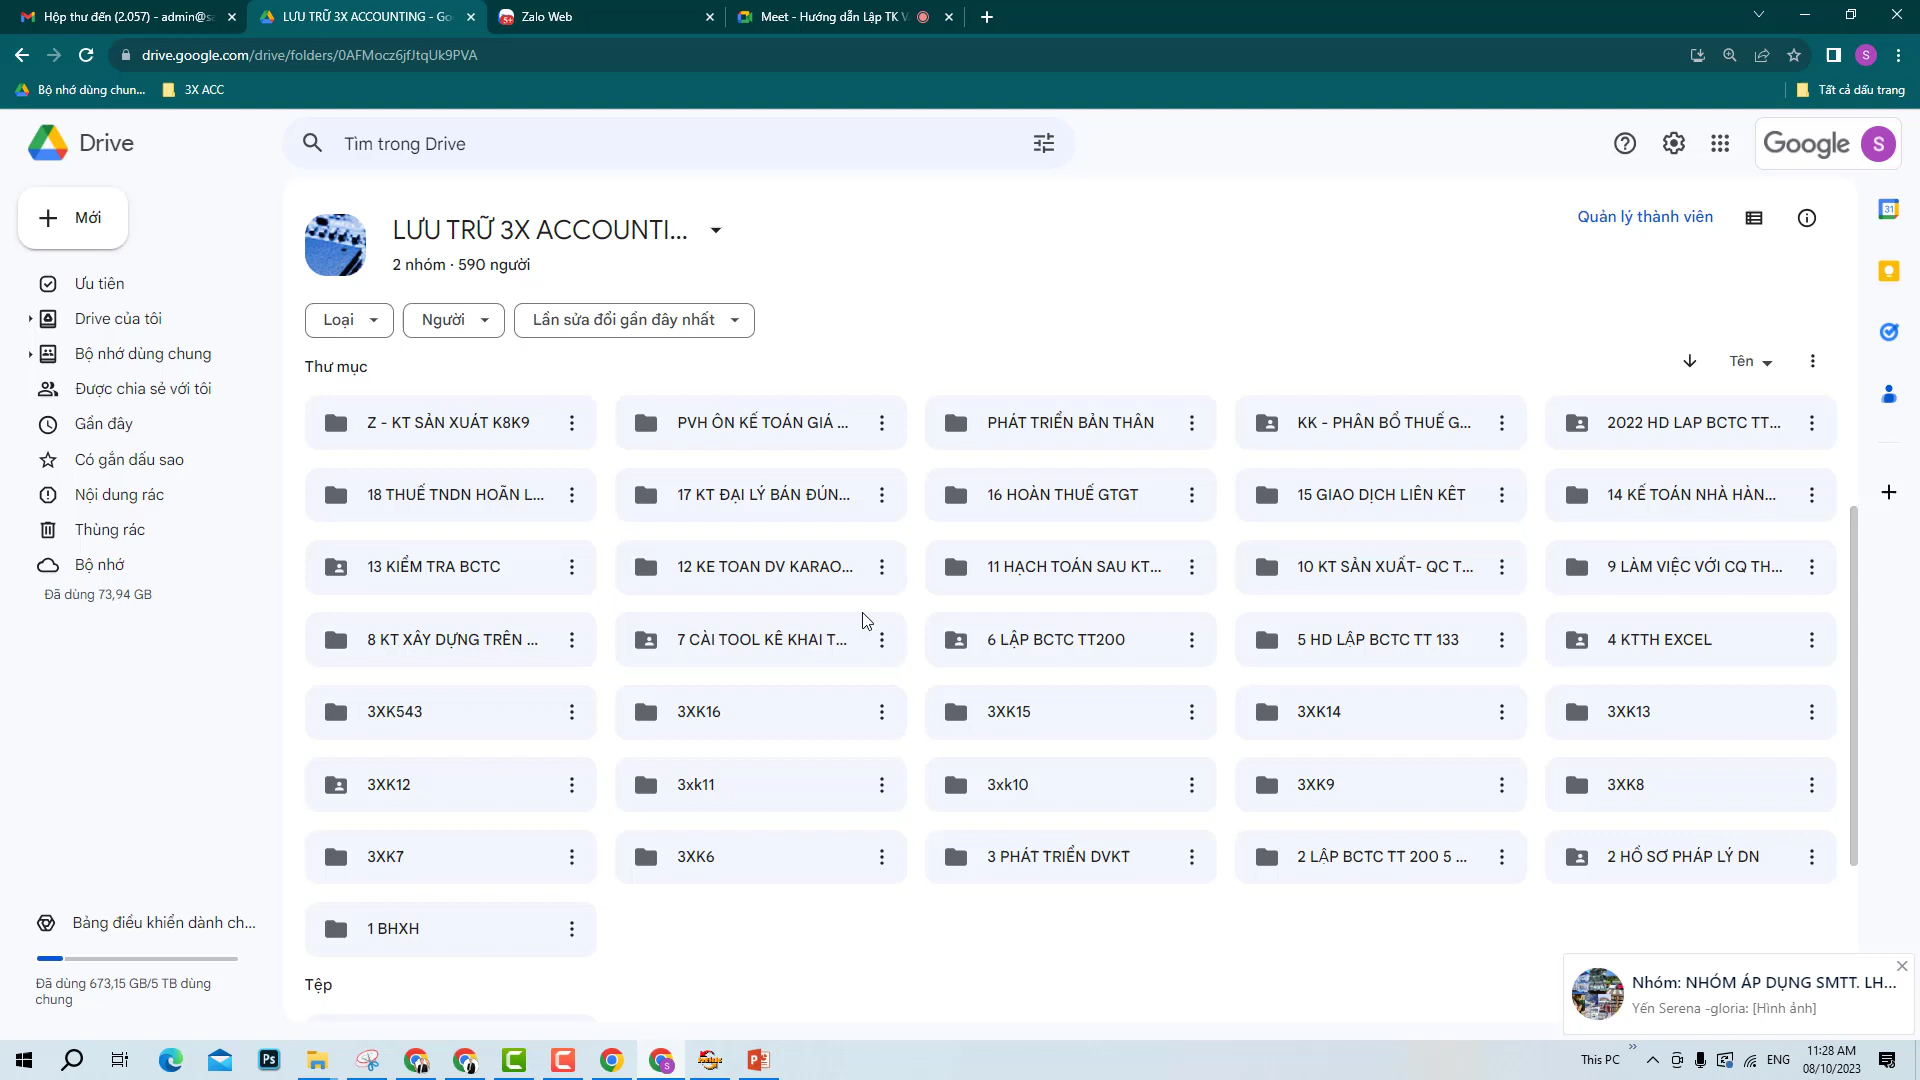 Hộp thư đến (2.057) - admin@s
LƯU TRỮ 3X ACCOUNTING - Go
Zalo Web
Meet - Hướng dẫn Lập TK V
drive.google.com/drive/folders/0AFMocz6jfJtqUk9PVA
S
Bộ nhớ dùng chun...
3X ACC
Tất cả dấu trang
Drive
Tìm trong Drive
Google
S
Mới
LƯU TRỮ 3X ACCOUNTI...
2 nhóm · 590 người
Quản lý thành viên
31
Ưu tiên
Drive của tôi
Bộ nhớ dùng chung
Được chia sẻ với tôi
Gần đây
Có gắn dấu sao
Nội dung rác
Thùng rác
Bộ nhớ
Đã dùng 73,94 GB
Loại
Người
Lần sửa đổi gần đây nhất
Thư mục
Tên
Z - KT SẢN XUẤT K8K9
PVH ÔN KẾ TOÁN GIÁ ...
PHÁT TRIỂN BẢN THÂN
KK - PHÂN BỔ THUẾ G...
2022 HD LAP BCTC TT...
18 THUẾ TNDN HOÃN L...
17 KT ĐẠI LÝ BÁN ĐÚN...
16 HOÀN THUẾ GTGT
15 GIAO DỊCH LIÊN KẾT
14 KẾ TOÁN NHÀ HÀN...
13 KIỂM TRA BCTC
12 KE TOAN DV KARAO...
11 HẠCH TOÁN SAU KT...
10 KT SẢN XUẤT- QC T...
9 LÀM VIỆC VỚI CQ TH...
8 KT XÂY DỰNG TRÊN ...
7 CÀI TOOL KÊ KHAI T...
6 LẬP BCTC TT200
5 HD LẬP BCTC TT 133
4 KTTH EXCEL
3XK543
3XK16
3XK15
3XK14
3XK13
3XK12
3xk11
3xk10
3XK9
3XK8
3XK7
3XK6
3 PHÁT TRIỂN DVKT
2 LẬP BCTC TT 200 5 ...
2 HỒ SƠ PHÁP LÝ DN
1 BHXH
Tệp
Bảng điều khiển dành ch...
Đã dùng 673,15 GB/5 TB dùng
chung
Nhóm: NHÓM ÁP DỤNG SMTT. LH...
Yến Serena -gloria: [Hình ảnh]
This PC
ENG
11:28 AM
08/10/2023